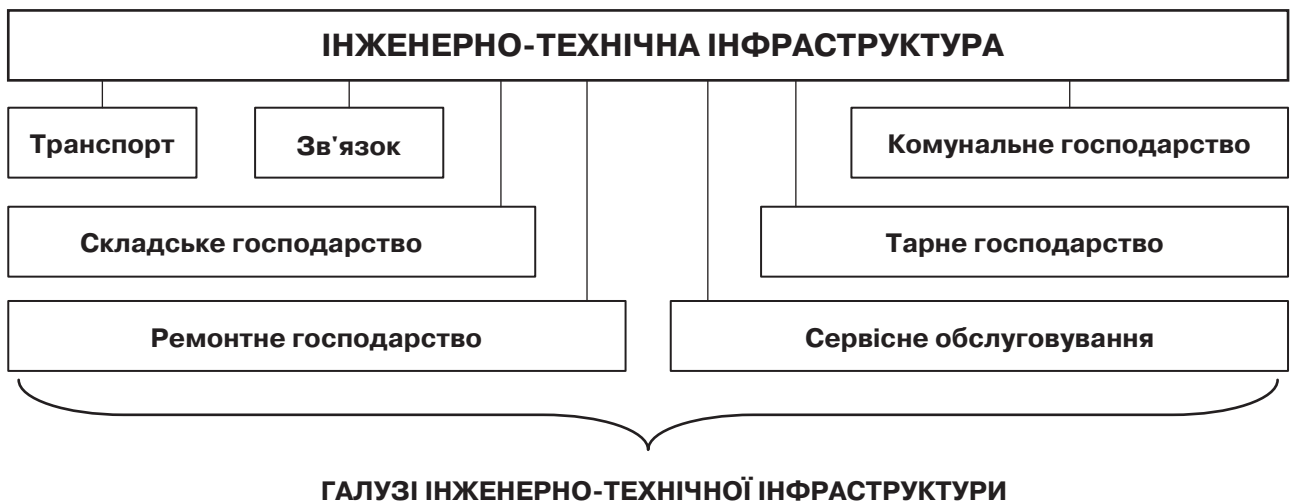 ІНЖЕНЕРНО-ТЕХНІЧНА ІНФРАСТРУКТУРА
Транспорт
Зв'язок
Комунальне господарство
Складське господарство
Тарне господарство
Ремонтне господарство
Сервісне обслуговування
ГАЛУЗІ ІНЖЕНЕРНО-ТЕХНІЧНОЇ ІНФРАСТРУКТУРИ